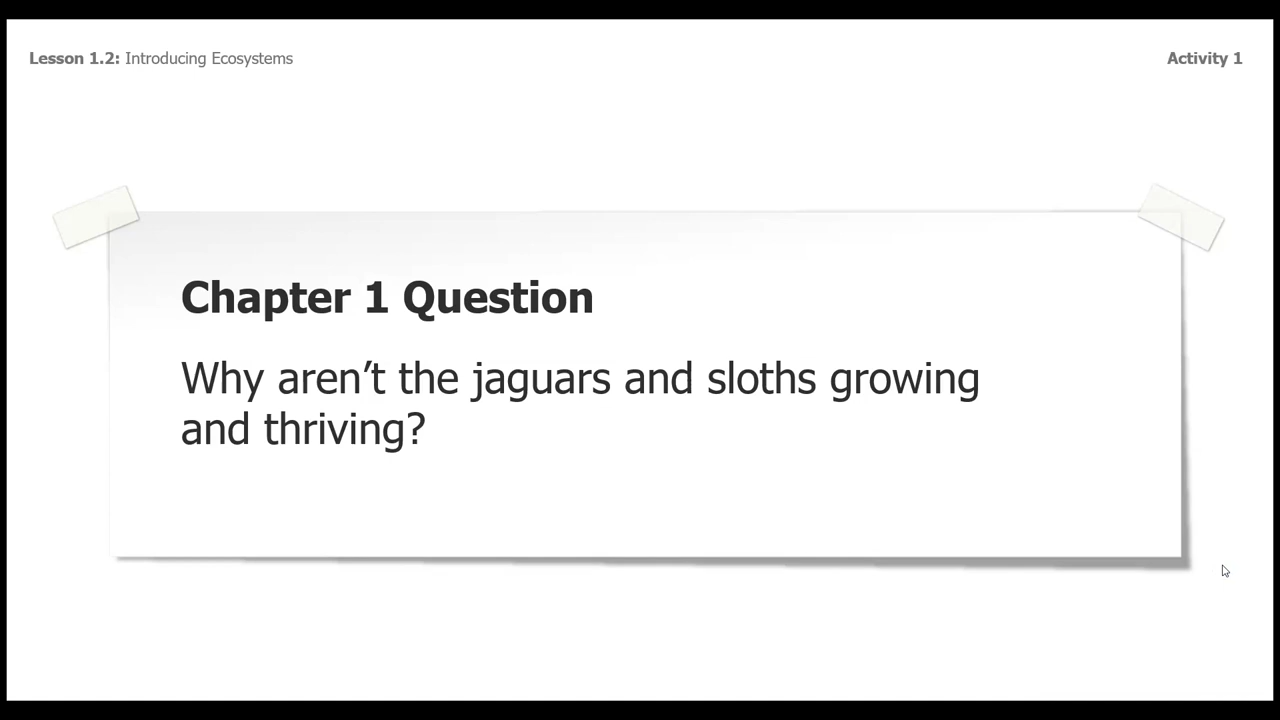 Lesson 1.2: Introducing Ecosystems
Activity 1
Chapter 1 Question
Why aren’t the jaguars and sloths growing
and thriving?